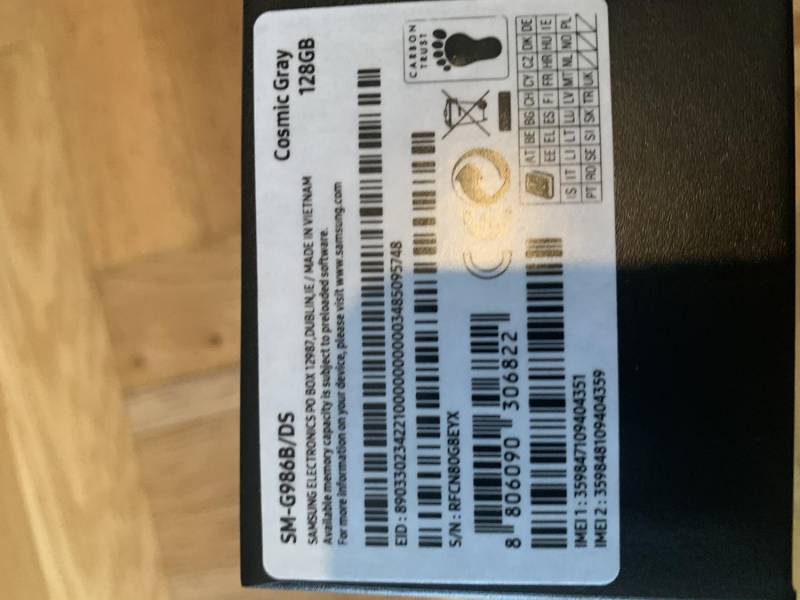 SM-G986B/DS
Cosmic Gray
128GB
SAMSUNG ELECTRONICS PO BOX 12987,DUBLIN,IE / MADE IN VIETNAM
Available memory capacity is subject to preloaded software.
For more information on your device, please visit www.samsung.com
EID : 89033023422100000000003485095748
S/N : RFCN80G8EYX
8 806090 306822
IMEI 1 : 359847109404351
IMEI 2 : 359848109404359
CARBON
TRUST
CE
AT BE BG CH CY CZ DK DE
EE EL ES FI FR HR HU IE
IS IT LI LT LU LV MT NL NO PL
PT RO SE SI SK TR UK